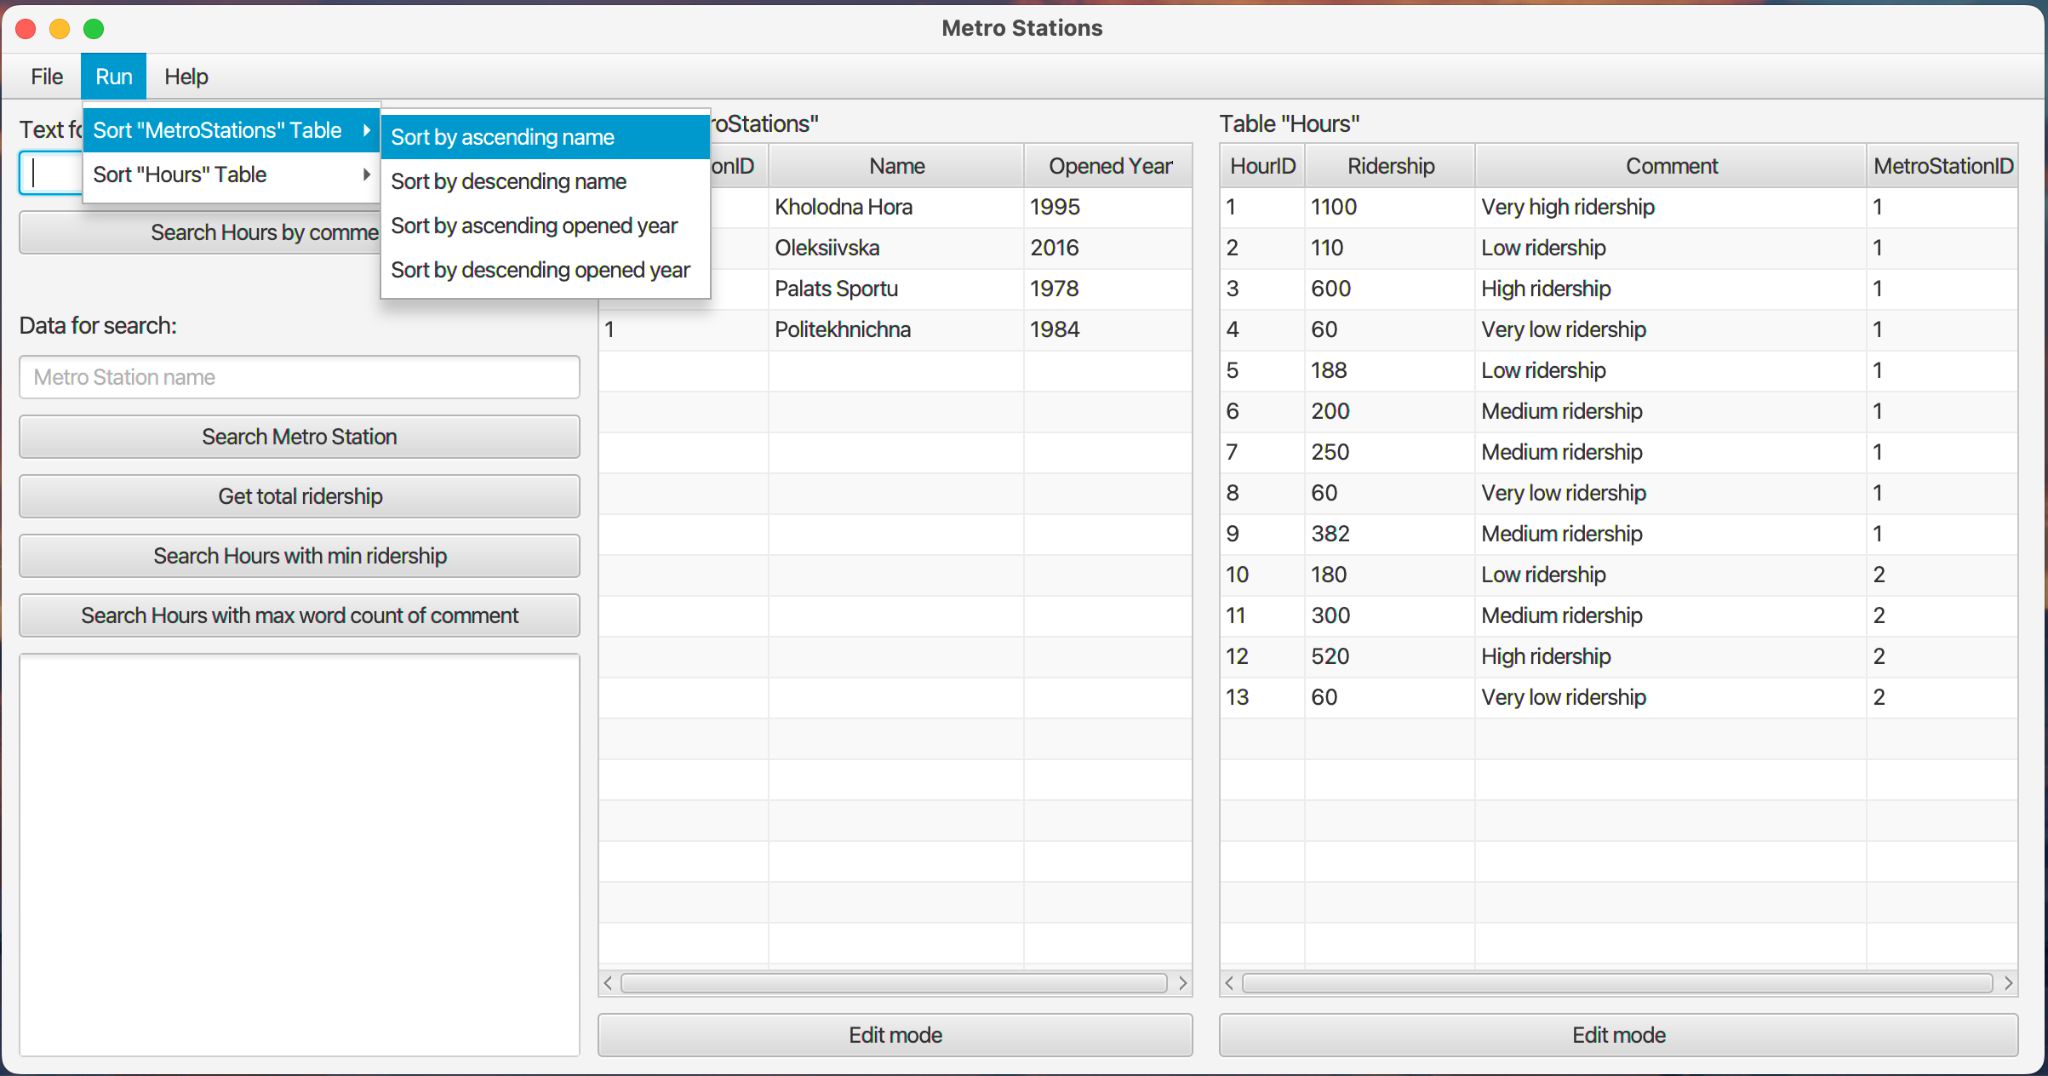 Metro Stations
File Run Help
Text fo
Sort "MetroStations" Table
Sort "Hours" Table
Sort by ascending name
Sort by descending name
Sort by ascending opened year
Sort by descending opened year
Search Hours by comme
Data for search:
Metro Station name
Search Metro Station
Get total ridership
Search Hours with min ridership
Search Hours with max word count of comment
roStations"
onID Name Opened Year
Kholodna Hora 1995
Oleksiivska 2016
Palats Sportu 1978
1 Politekhnichna 1984
Edit mode
Table "Hours"
HourID Ridership Comment MetroStationID
1 1100 Very high ridership 1
2 110 Low ridership 1
3 600 High ridership 1
4 60 Very low ridership 1
5 188 Low ridership 1
6 200 Medium ridership 1
7 250 Medium ridership 1
8 60 Very low ridership 1
9 382 Medium ridership 1
10 180 Low ridership 2
11 300 Medium ridership 2
12 520 High ridership 2
13 60 Very low ridership 2
Edit mode